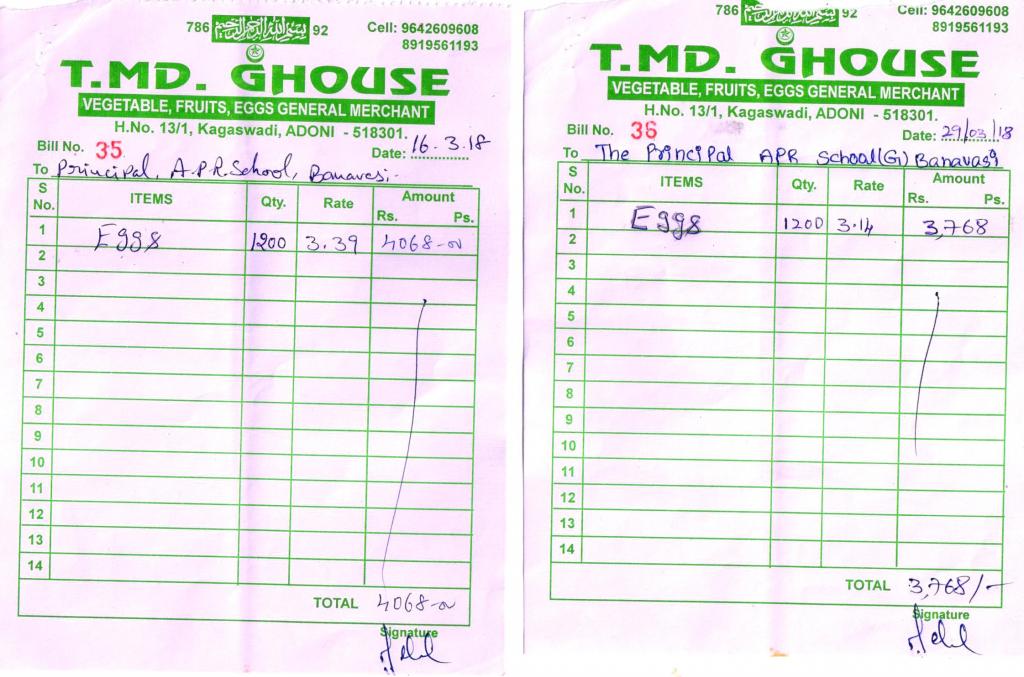 786 بسم الله الرحمن الرحيم 92 Cell: 9642609608
8919561193
T.MD. GHOUSE
VEGETABLE, FRUITS, EGGS GENERAL MERCHANT
H.No. 13/1, Kagaswadi, ADONI - 518301.
Bill No. 35 Date: 16.3.18
To Principal, A.P.R. School, Banavasi,-
S No. ITEMS Qty. Rate Amount
Rs. Ps.
1 Eggs 1200 3.39 4068-00
2
3
4
5
6
7
8
9
10
11
12
13
14
TOTAL 4068-00
Signature
786 بسم الله الرحمن الرحيم 92 Cell: 9642609608
8919561193
T.MD. GHOUSE
VEGETABLE, FRUITS, EGGS GENERAL MERCHANT
H.No. 13/1, Kagaswadi, ADONI - 518301.
Bill No. 36 Date: 29/03/18
To The Principal APR School(G) Banavasi
S No. ITEMS Qty. Rate Amount
Rs. Ps.
1 Eggs 1200 3.14 3,768
2
3
4
5
6
7
8
9
10
11
12
13
14
TOTAL 3,768/-
Signature